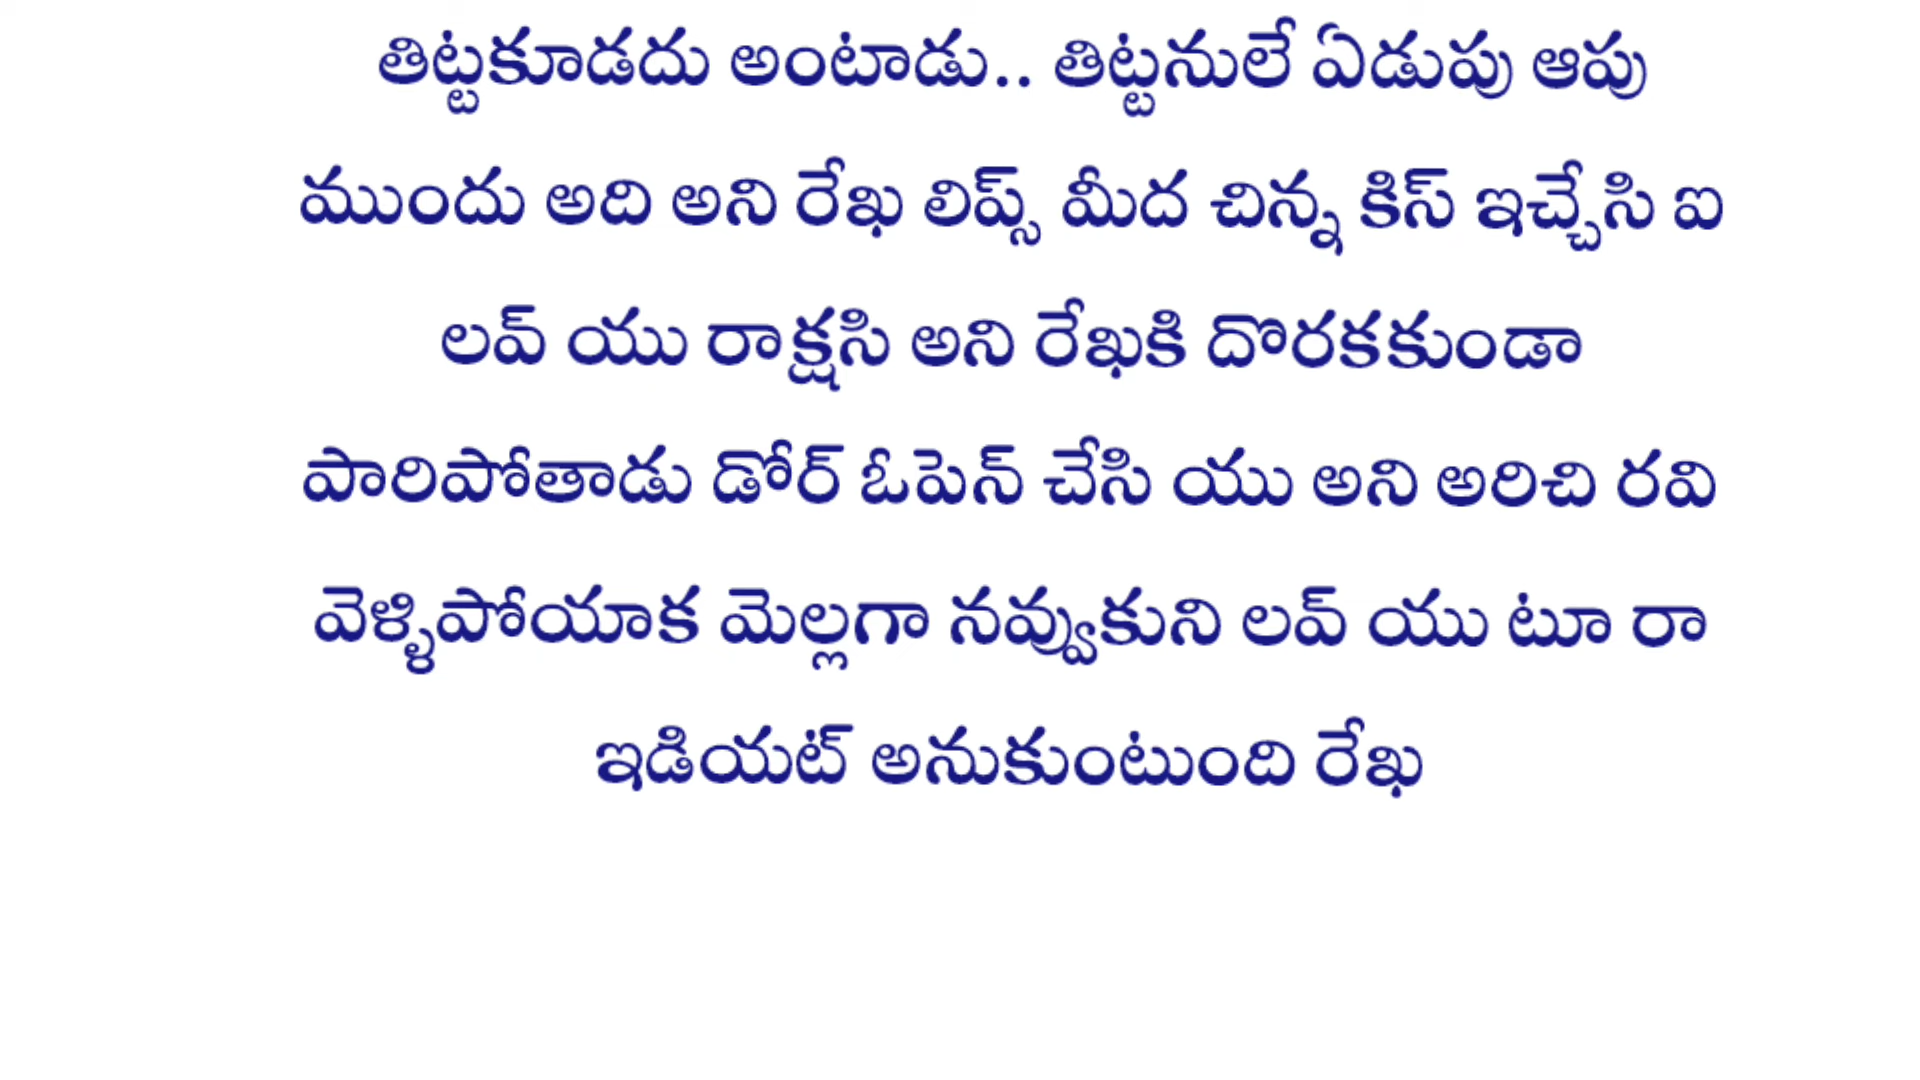 తిట్టకూడదు అంటాడు.. తిట్టనులే ఏడుపు ఆపు
ముందు అది అని రేఖ లిప్స్ మీద చిన్న కిస్ ఇచ్చేసి ఐ
లవ్ యు రాక్షసి అని రేఖకి దొరకకుండా
పారిపోతాడు డోర్ ఓపెన్ చేసి యు అని అరిచి రవి
వెళ్ళిపోయాక మెల్లగా నవ్వుకుని లవ్ యు టూ రా
ఇడియట్ అనుకుంటుంది రేఖ